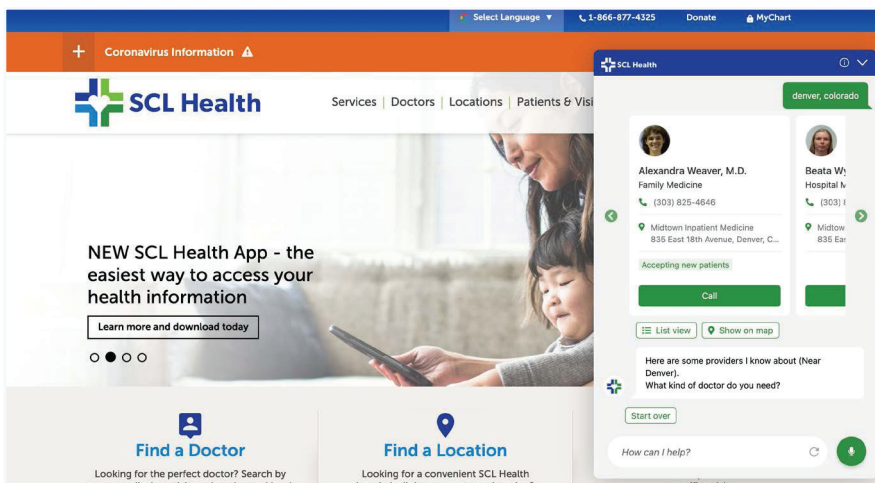 Select Language ▼
1-866-877-4325
Donate
MyChart
+ Coronavirus Information
SCL Health
Services | Doctors | Locations | Patients &
NEW SCL Health App - the
easiest way to access your
health information
Learn more and download today
Find a Doctor
Looking for the perfect doctor? Search by
Find a Location
Looking for a convenient SCL Health
SCL Health
denver, colorado
Alexandra Weaver, M.D.
Family Medicine
(303) 825-4646
Midtown Inpatient Medicine
835 East 18th Avenue, Denver, C...
Accepting new patients
Call
Beata
Hospital
(303)
835
List view
Show on map
Here are some providers I know about (Near
Denver).
What kind of doctor do you need?
Start over
How can I help?